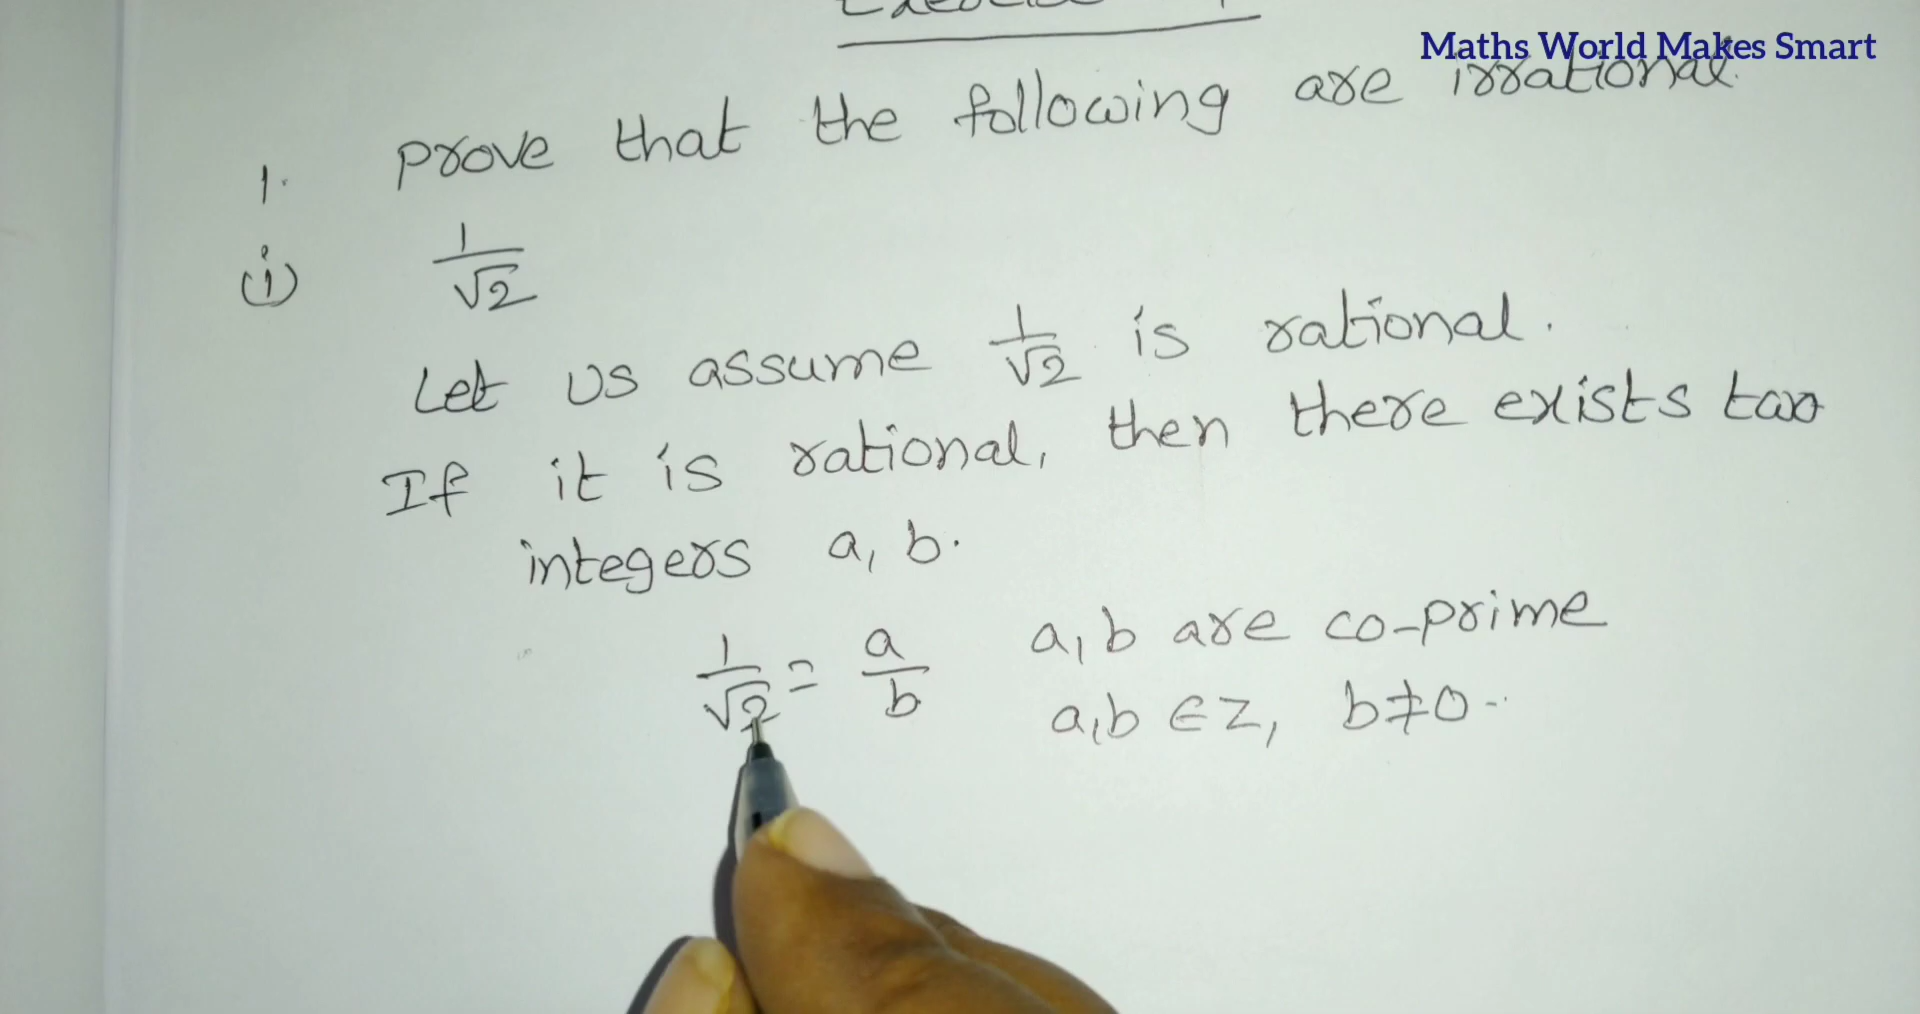 Maths World Makes Smart
1. prove that the following are irrational.
(i) 1/√2
Let us assume 1/√2 is rational.
If it is rational, then there exists two
integers a, b.
1/√2 = a/b a, b are co-prime
a, b ∈ Z, b ≠ 0.